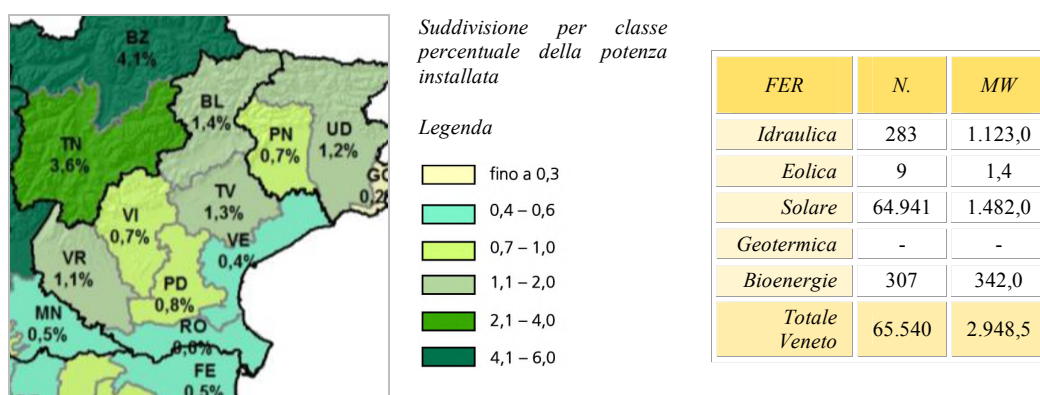 BZ
4,1%
BL
1,4%
TN
3,6%
PN
0,7%
UD
1,2%
GO
TV
1,3%
VI
0,7%
VE
0,4%
VR
1,1%
PD
0,8%
MN
0,5%
RO
FE
0,5%
Suddivisione per classe
percentuale della potenza
installata
Legenda
fino a 0,3
0,4 – 0,6
0,7 – 1,0
1,1 – 2,0
2,1 – 4,0
4,1 – 6,0
FER N. MW
Idraulica 283 1.123,0
Eolica 9 1,4
Solare 64.941 1.482,0
Geotermica - -
Bioenergie 307 342,0
Totale
Veneto 65.540 2.948,5